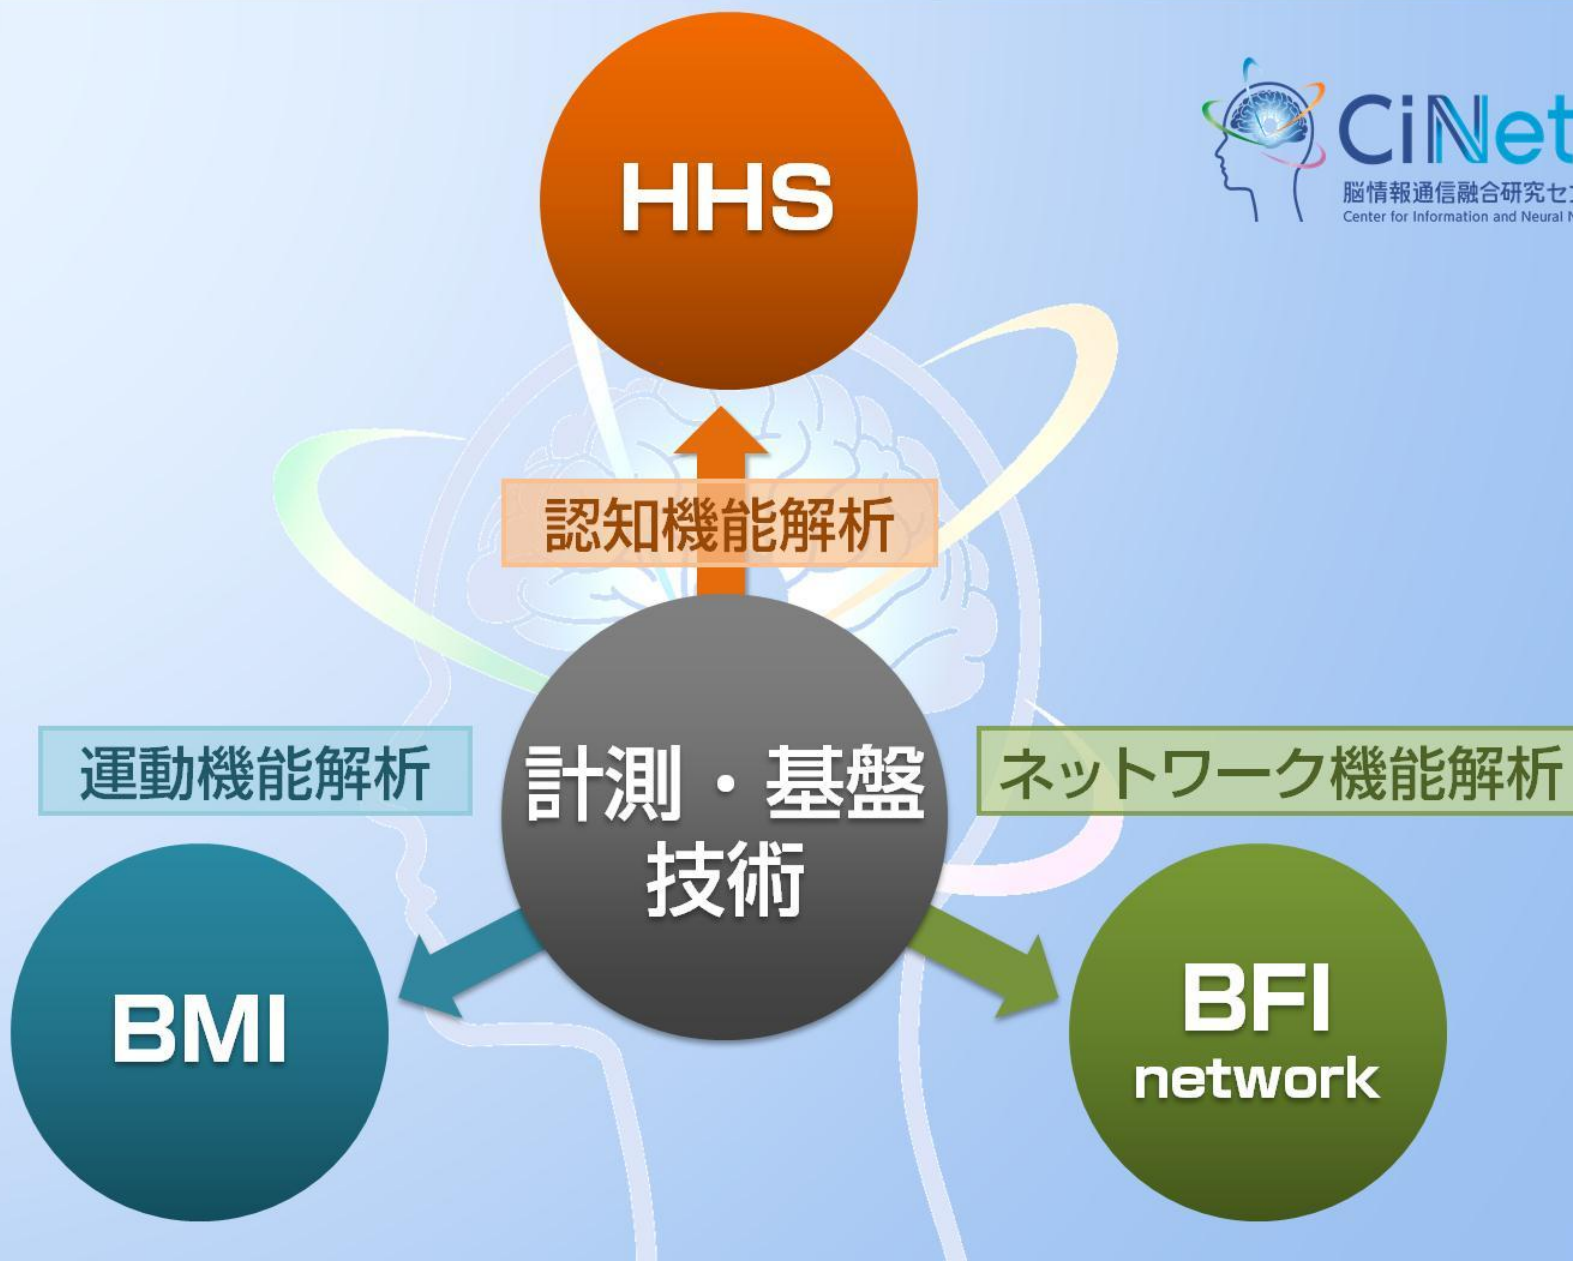 HHS
CiNet
脳情報通信融合研究セ
Center for Information and Neural
認知機能解析
運動機能解析
計測・基盤
技術
ネットワーク機能解析
BMI
BFI
network